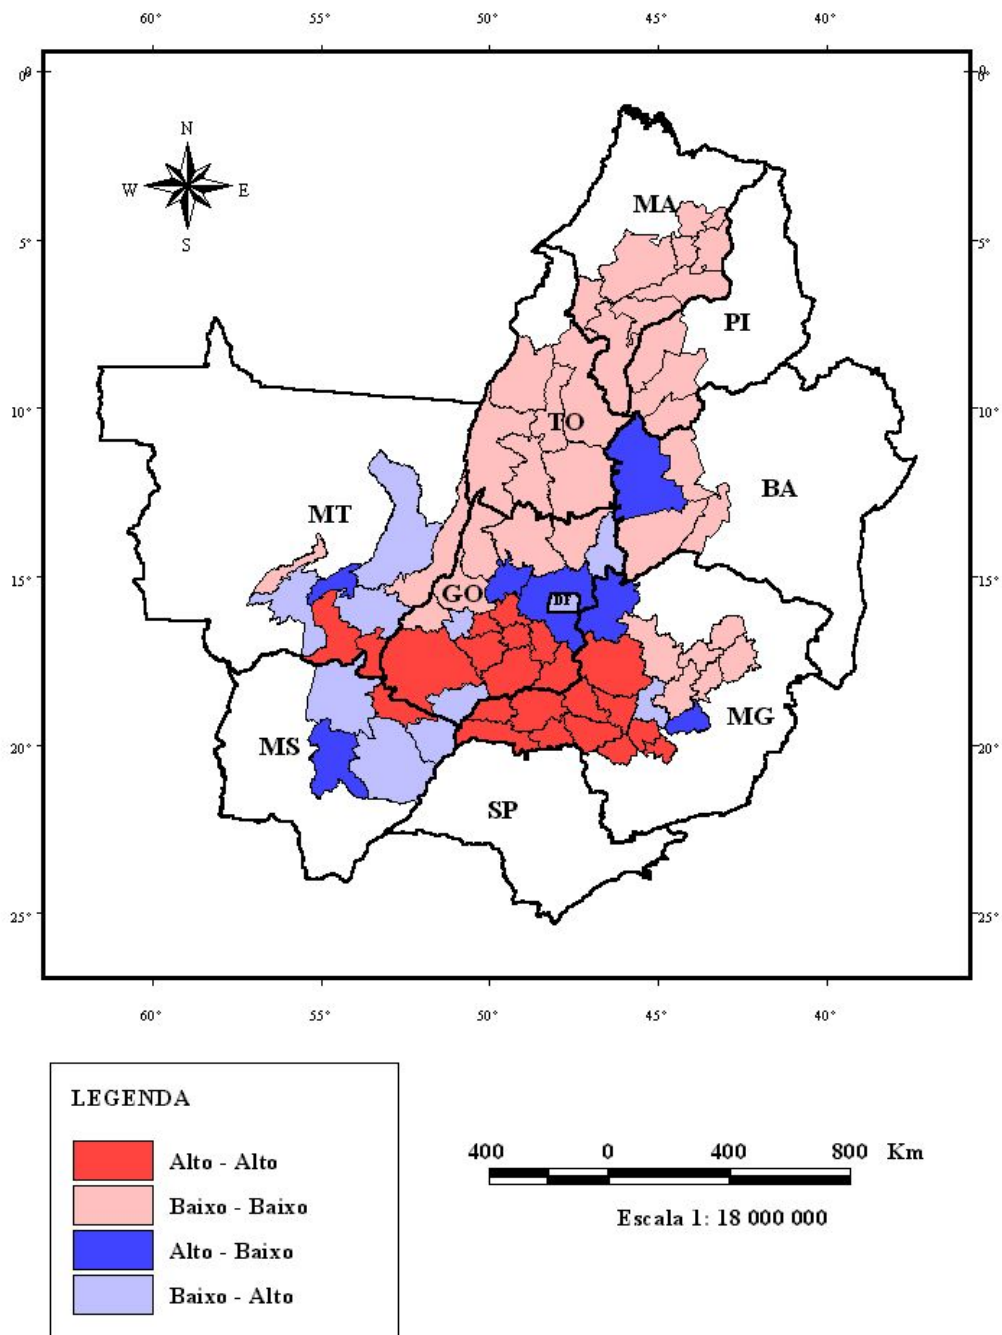 60° 55° 50° 45° 40°
0° 0°
N
W E
S
MA
5° 5°
PI
10° 10°
TO
BA
MT
15° 15°
GO
DF
MG
20° 20°
MS
SP
25° 25°
60° 55° 50° 45° 40°
LEGENDA
Alto - Alto
Baixo - Baixo
Alto - Baixo
Baixo - Alto
400 0 400 800 Km
Escala 1: 18 000 000